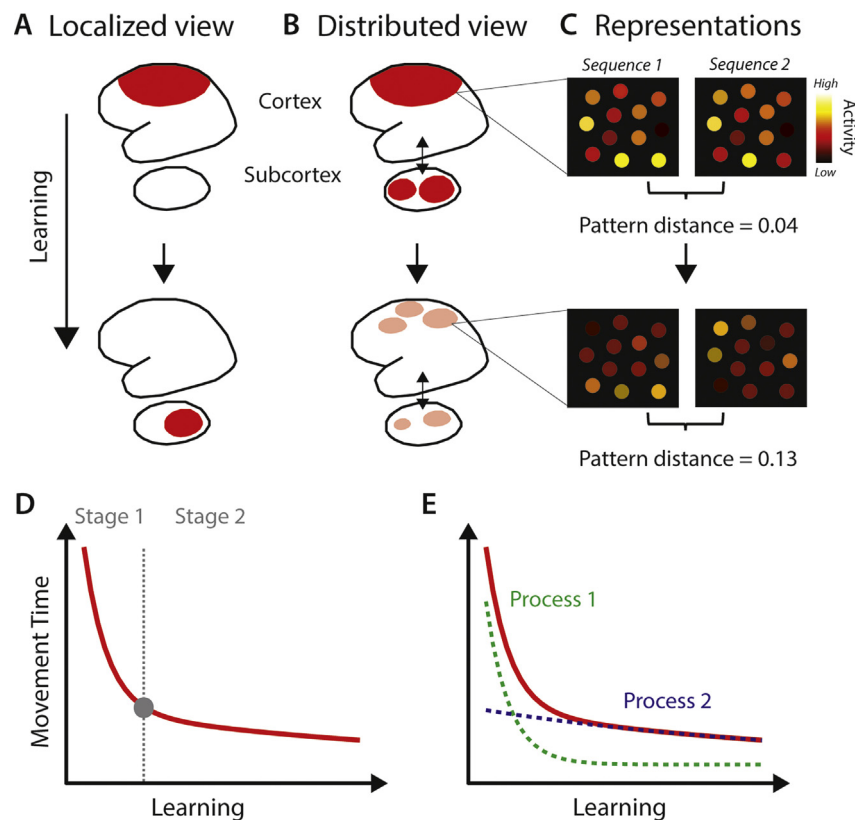 A Localized view
B Distributed view
C Representations
Sequence 1
Sequence 2
High
Activity
Low
Cortex
Subcortex
Learning
Pattern distance = 0.04
Pattern distance = 0.13
D
Stage 1
Stage 2
Movement Time
Learning
E
Process 1
Process 2
Learning